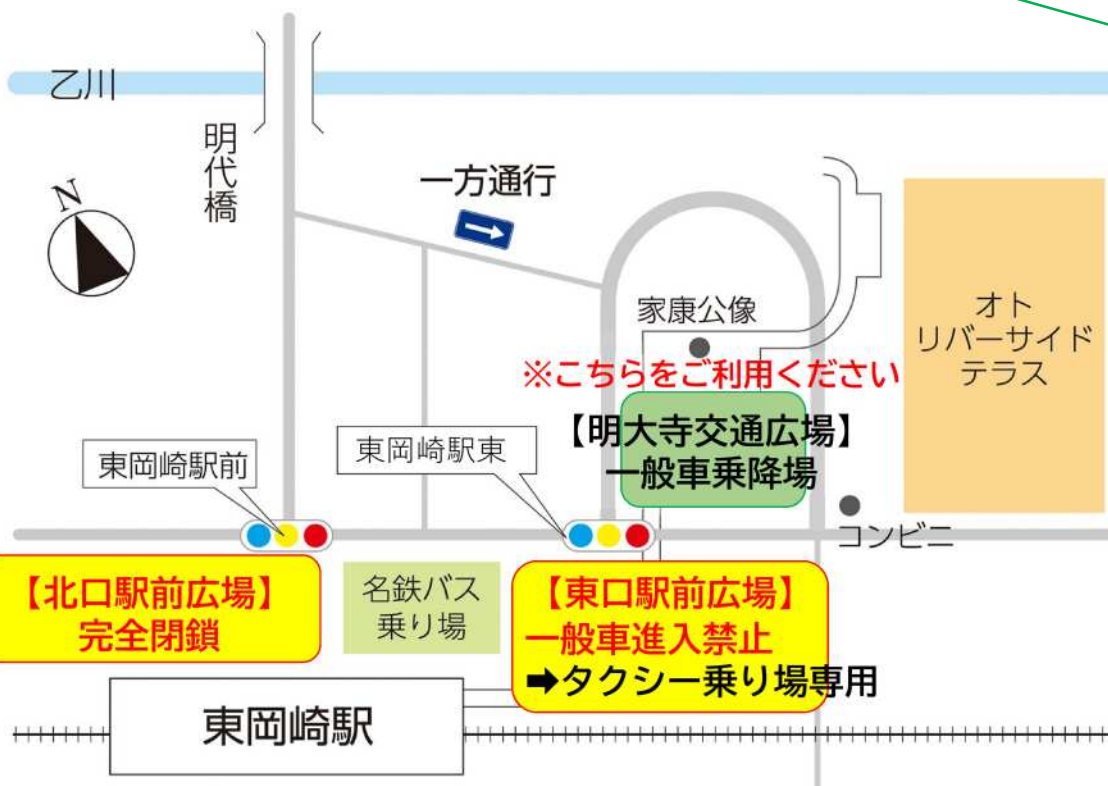 乙川
明代橋
N
一方通行
家康公像
オト
リバーサイド
テラス
※こちらをご利用ください
【明大寺交通広場】
一般車乗降場
東岡崎駅前
東岡崎駅東
コンビニ
【北口駅前広場】
完全閉鎖
名鉄バス
乗り場
【東口駅前広場】
一般車進入禁止
➡タクシー乗り場専用
東岡崎駅